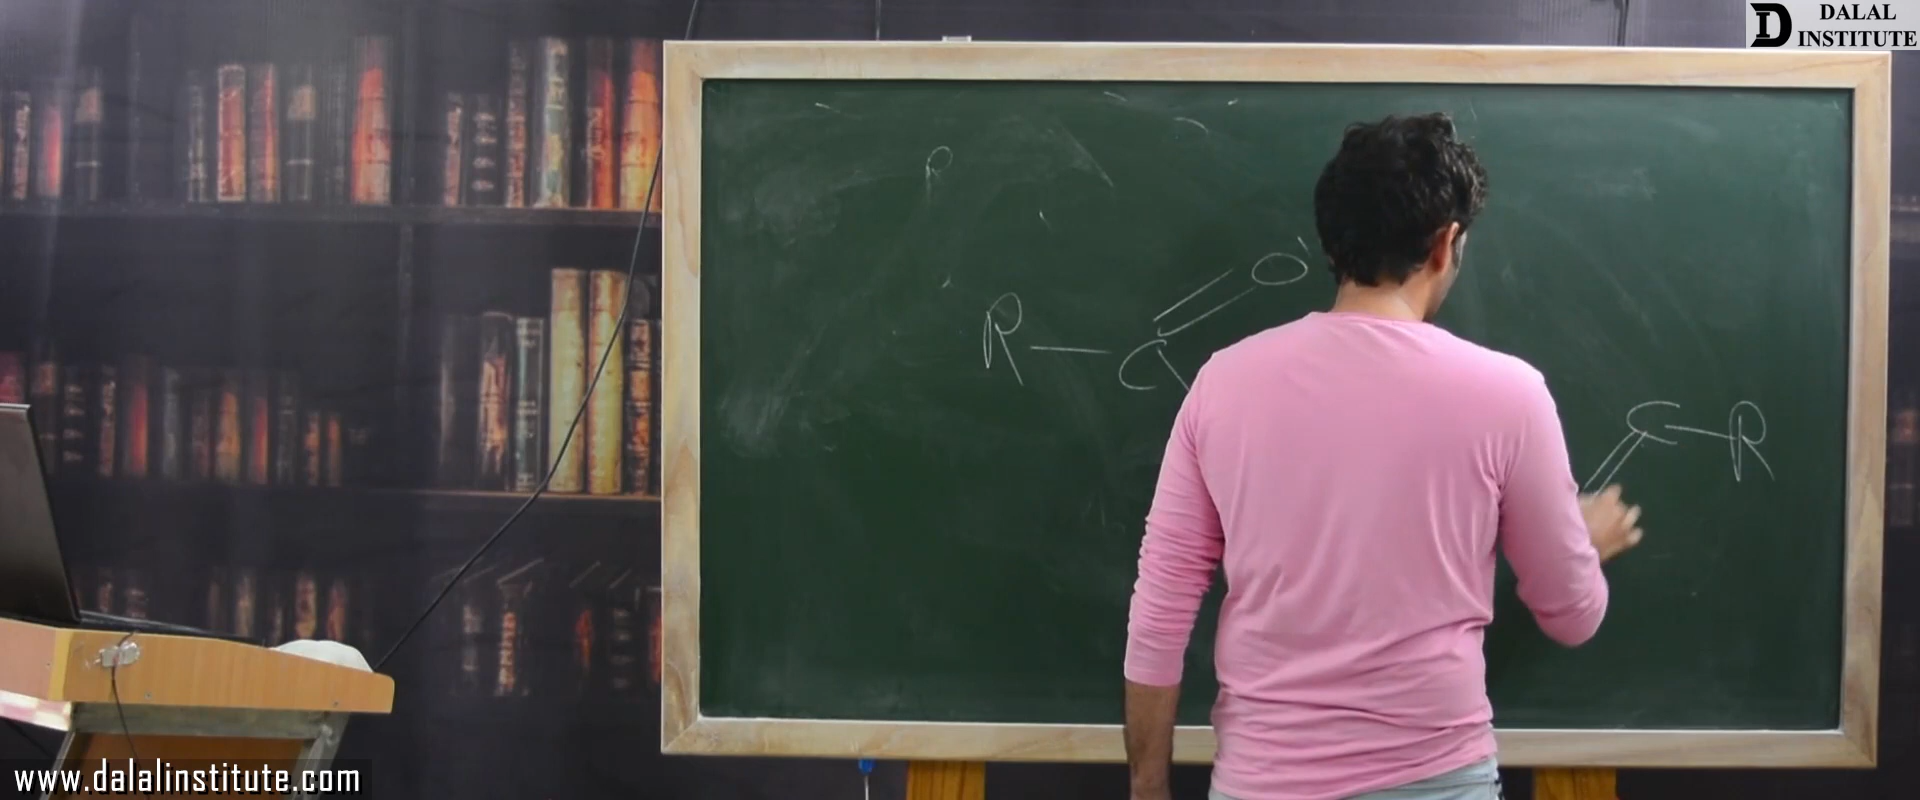 DALAL
INSTITUTE
R — C = O
C — R
www.dalalinstitute.com